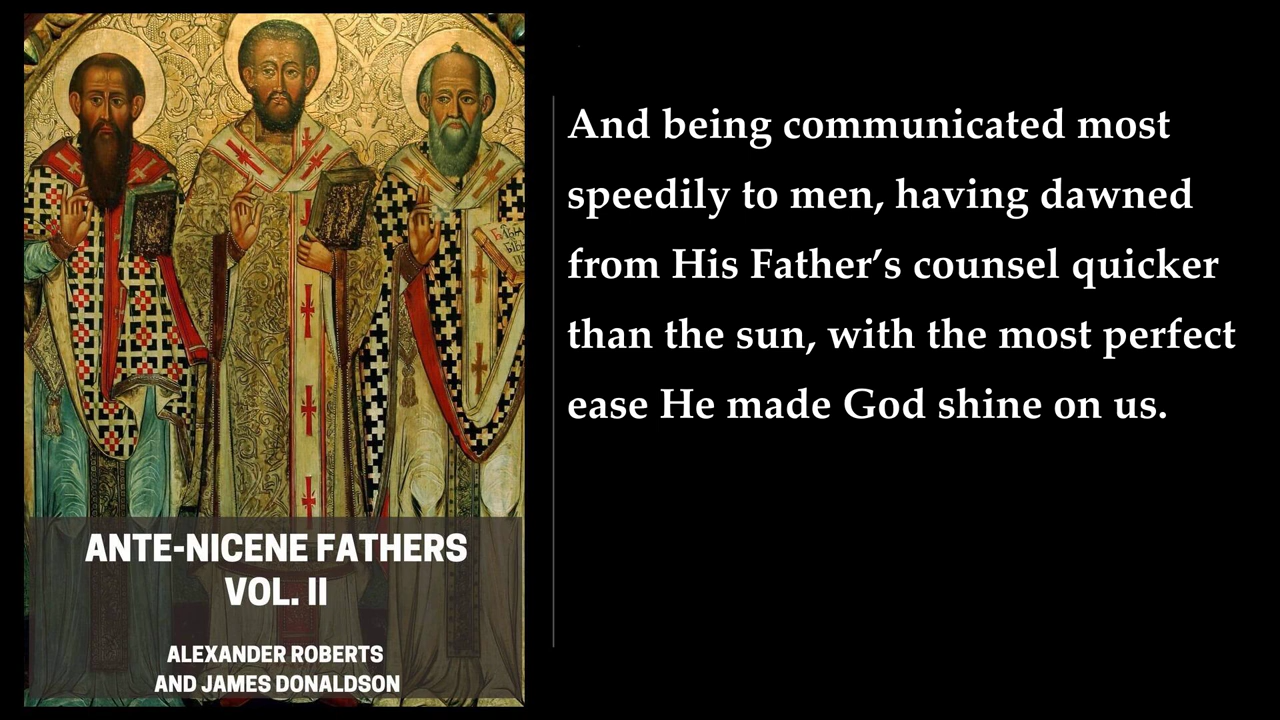 ANTE-NICENE FATHERS
VOL. II
ALEXANDER ROBERTS
AND JAMES DONALDSON
And being communicated most
speedily to men, having dawned
from His Father’s counsel quicker
than the sun, with the most perfect
ease He made God shine on us.